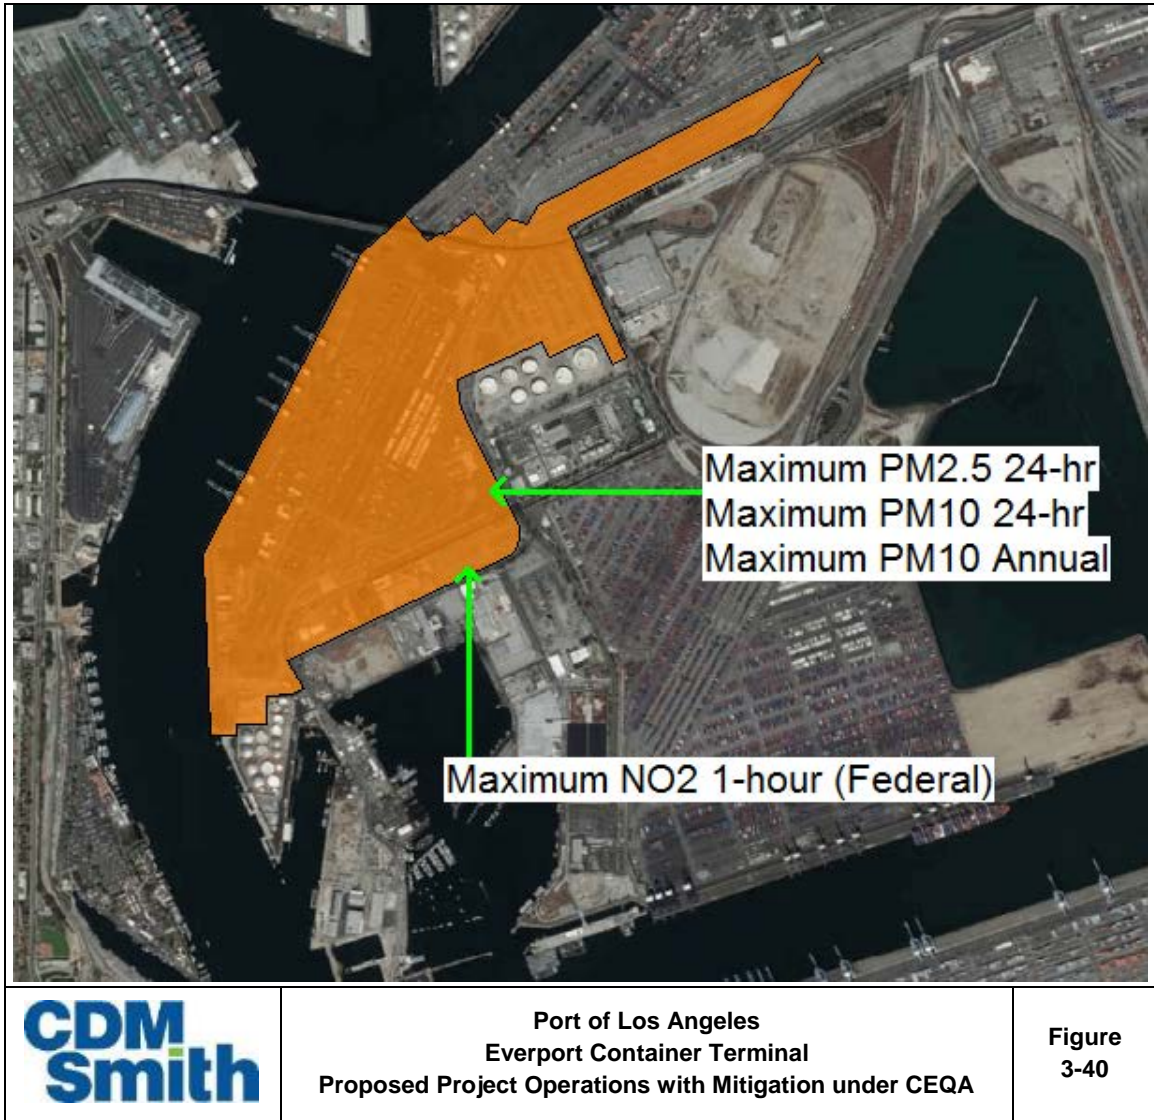 Maximum PM2.5 24-hr
Maximum PM10 24-hr
Maximum PM10 Annual
Maximum NO2 1-hour (Federal)
CDM
Smith
Port of Los Angeles
Everport Container Terminal
Proposed Project Operations with Mitigation under CEQA
Figure
3-40